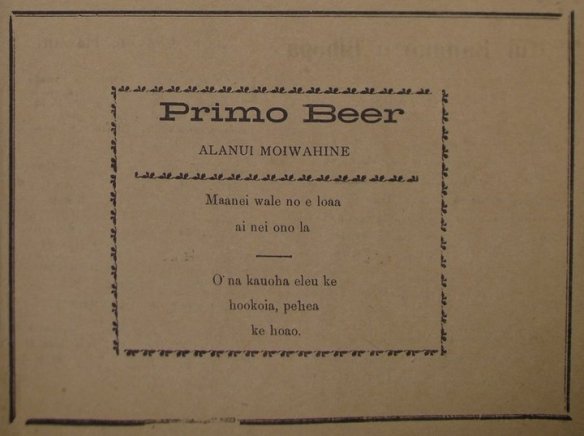 Primo Beer
ALANUI MOIWAHINE
Maanei wale no e loaa
ai nei ono la
O' na kauoha eleu ke
hookoia, pehea
ke hoao.